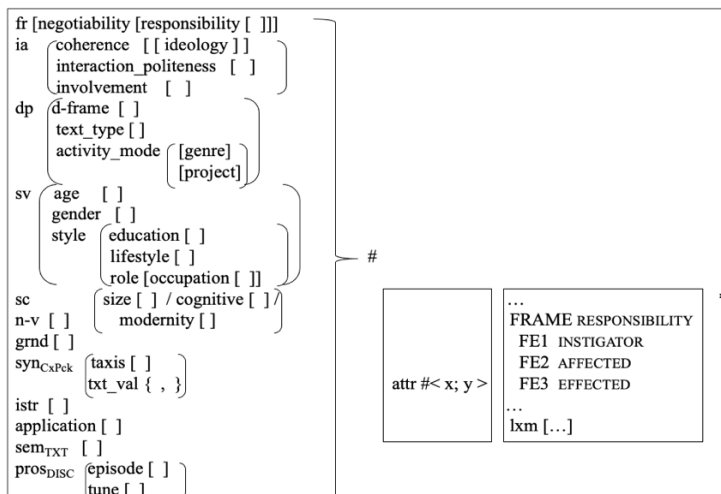 fr [negotiability [responsibility [ ]]]
ia coherence [ [ ideology ] ]
interaction_politeness [ ]
involvement [ ]
dp d-frame [ ]
text_type [ ]
activity_mode [genre]
[project]
sv age [ ]
gender [ ]
style education [ ]
lifestyle [ ]
role [occupation [ ]]
#
sc size [ ] / cognitive [ ] /
n-v [ ] modernity [ ]
grnd [ ]
synCxPck taxis [ ]
txt_val { , }
istr [ ]
application [ ]
semTXT [ ]
prosDISC episode [ ]
tune [ ]
attr #< x; y >
…
FRAME RESPONSIBILITY
FE1 INSTIGATOR
FE2 AFFECTED
FE3 EFFECTED
…
lxm […]